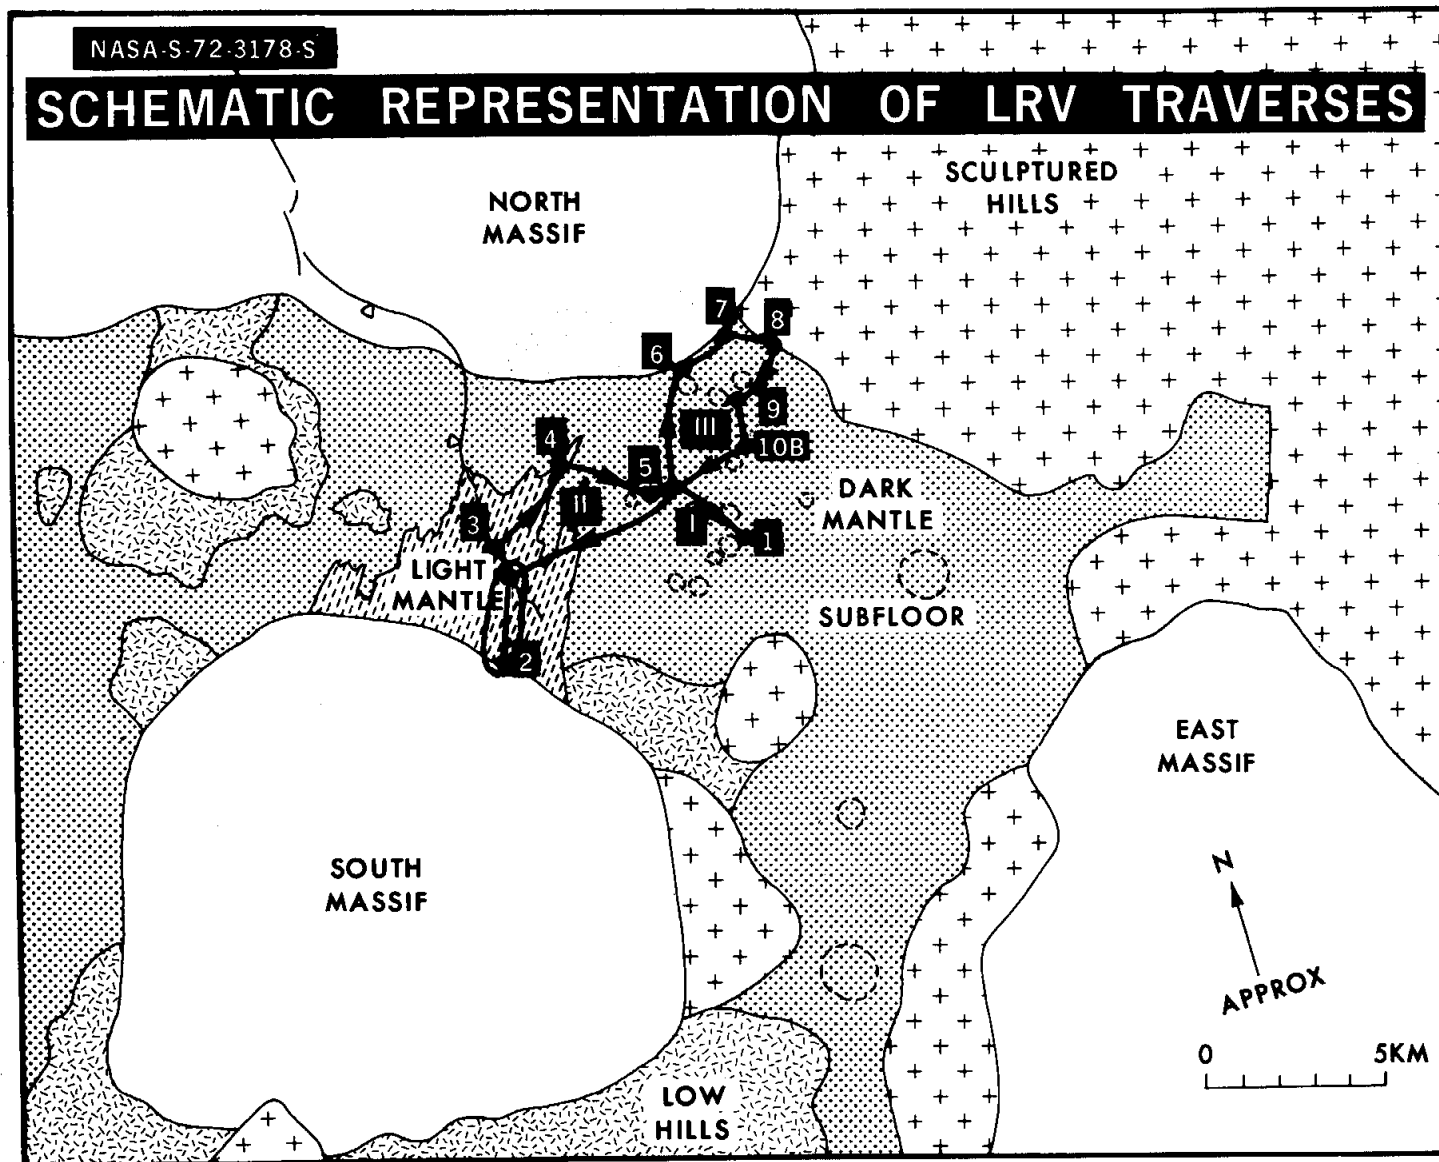 NASA-S-72-3178-S
SCHEMATIC REPRESENTATION OF LRV TRAVERSES
SCULPTURED
HILLS
NORTH
MASSIF
7
8
6
9
III
4
10B
5
DARK
MANTLE
II
3
I
1
LIGHT
MANTLE
SUBFLOOR
2
EAST
MASSIF
SOUTH
MASSIF
N
APPROX
0 5KM
LOW
HILLS